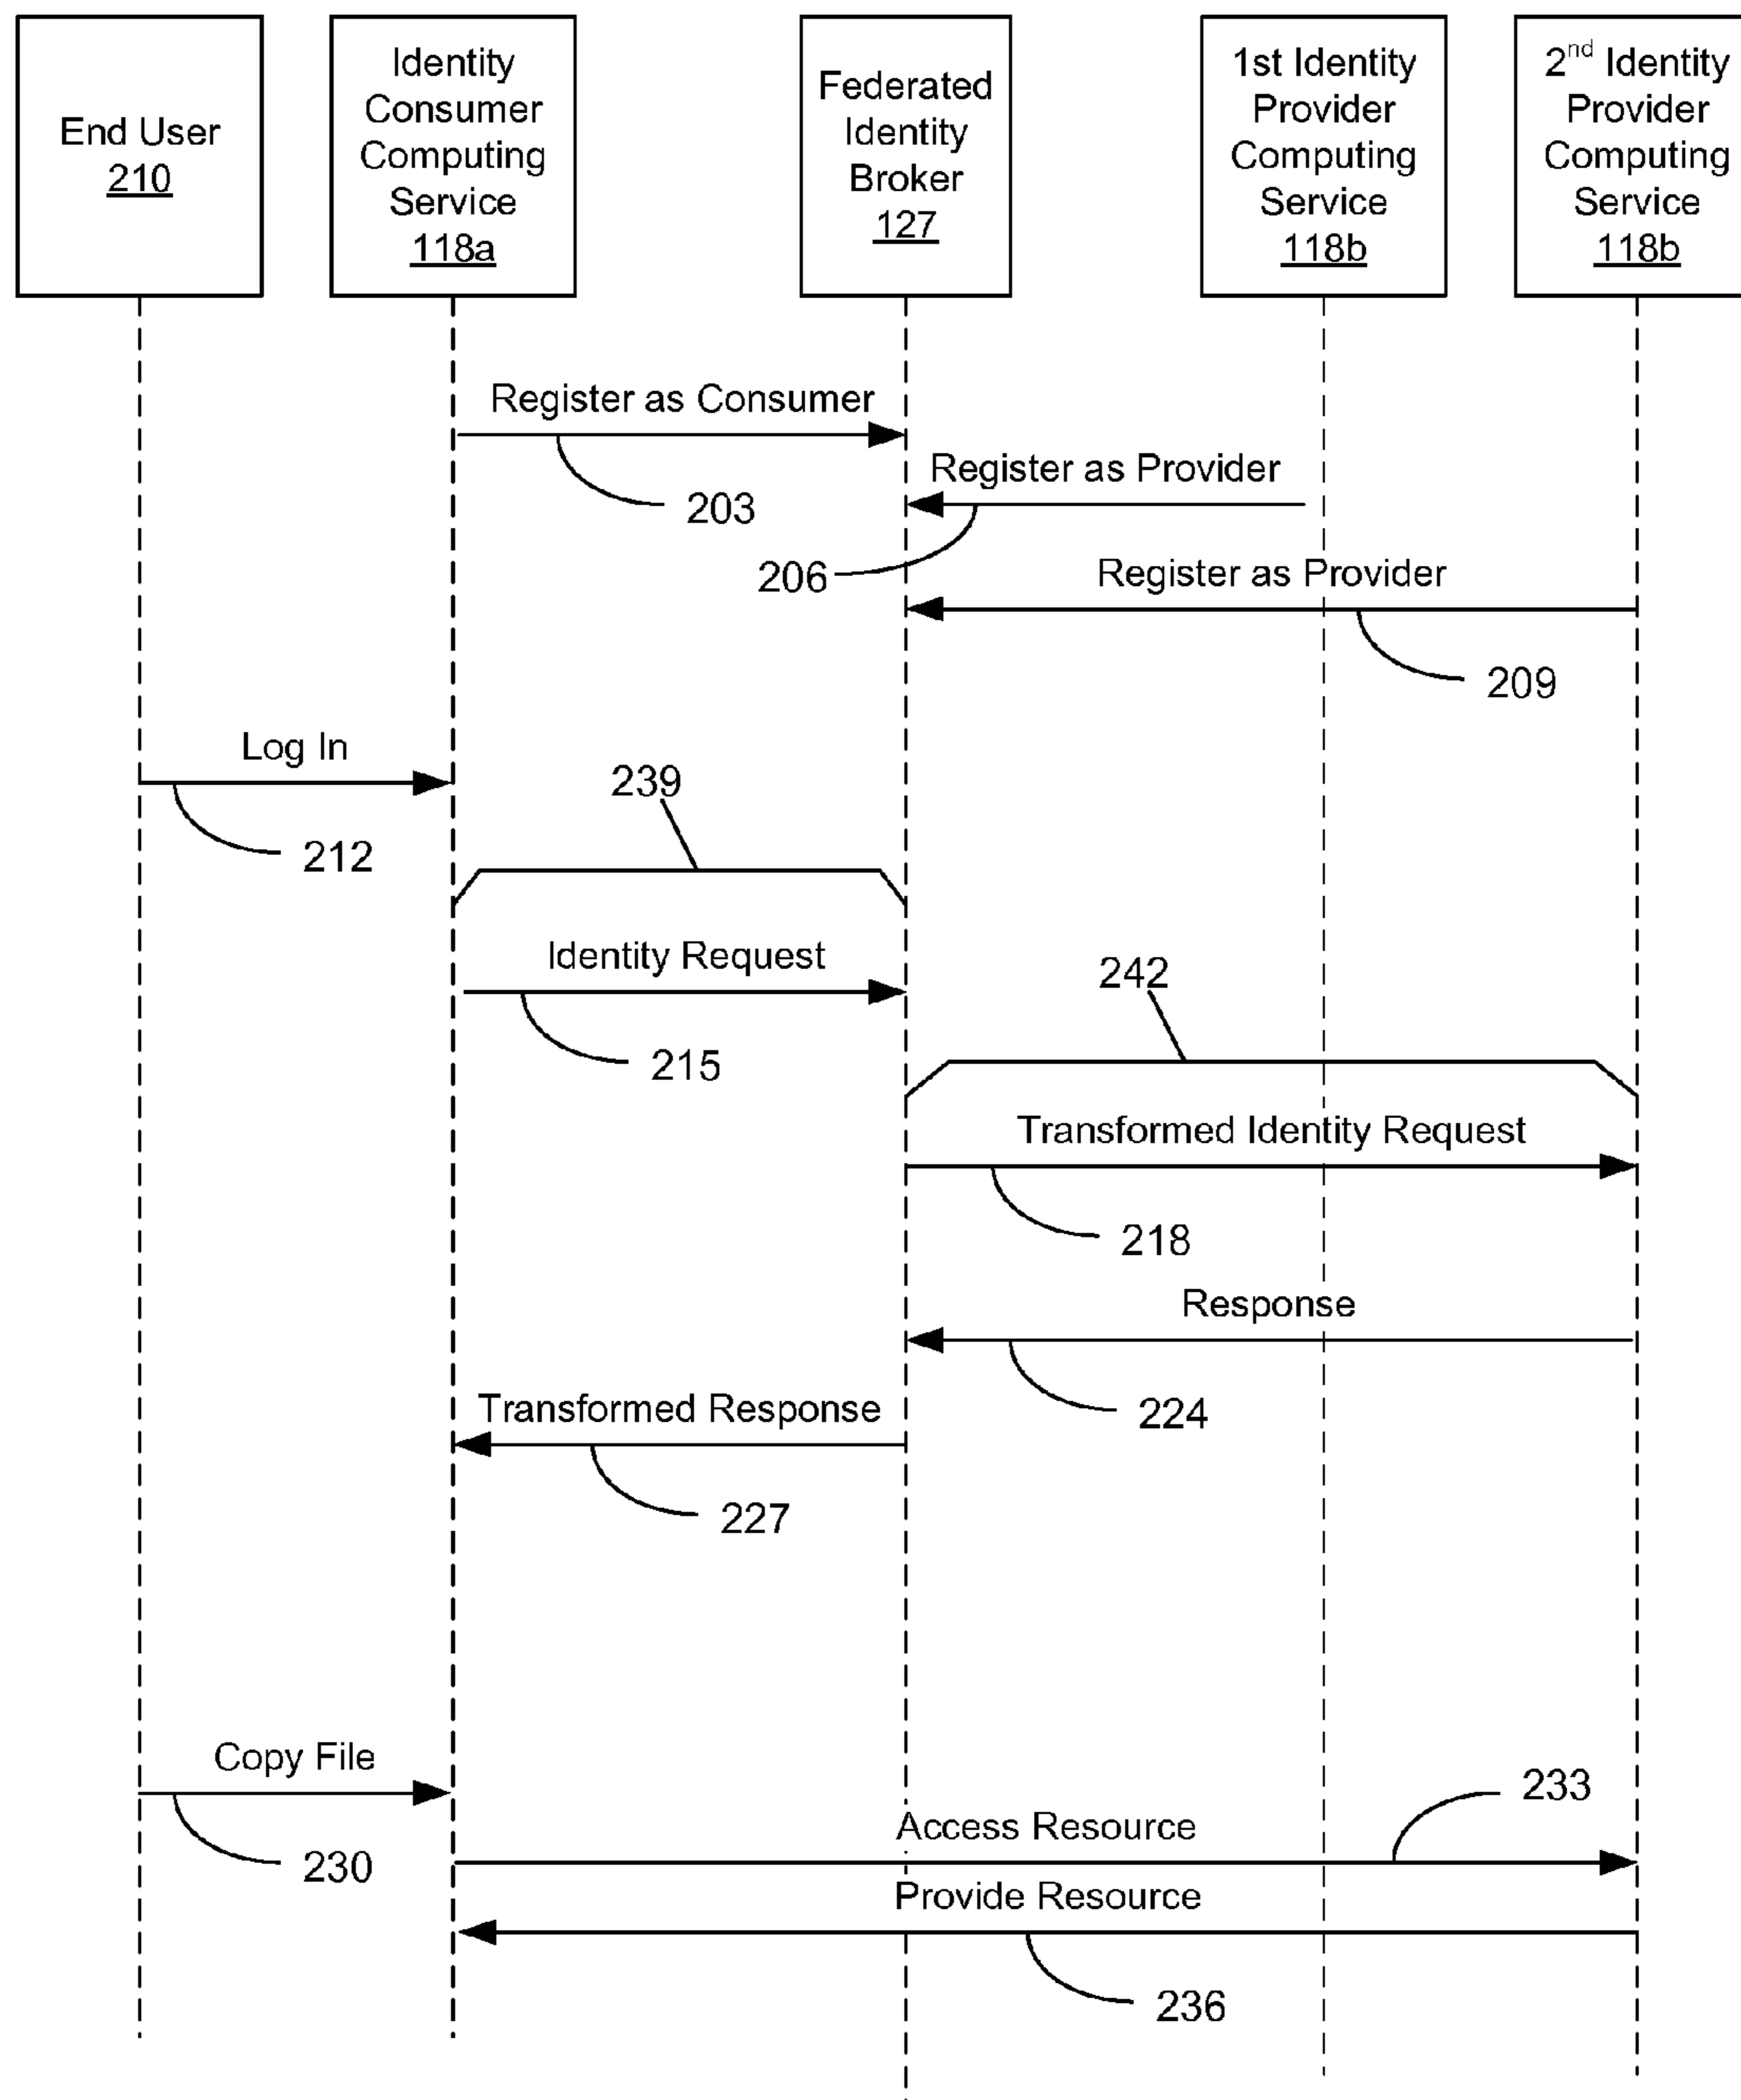 End User
210
Identity
Consumer
Computing
Service
118a
Federated
Identity
Broker
127
1st Identity
Provider
Computing
Service
118b
2nd Identity
Provider
Computing
Service
118b
Register as Consumer
203
Register as Provider
206
Register as Provider
209
Log In
212
239
Identity Request
215
242
Transformed Identity Request
218
Response
224
Transformed Response
227
Copy File
230
233
Access Resource
Provide Resource
236